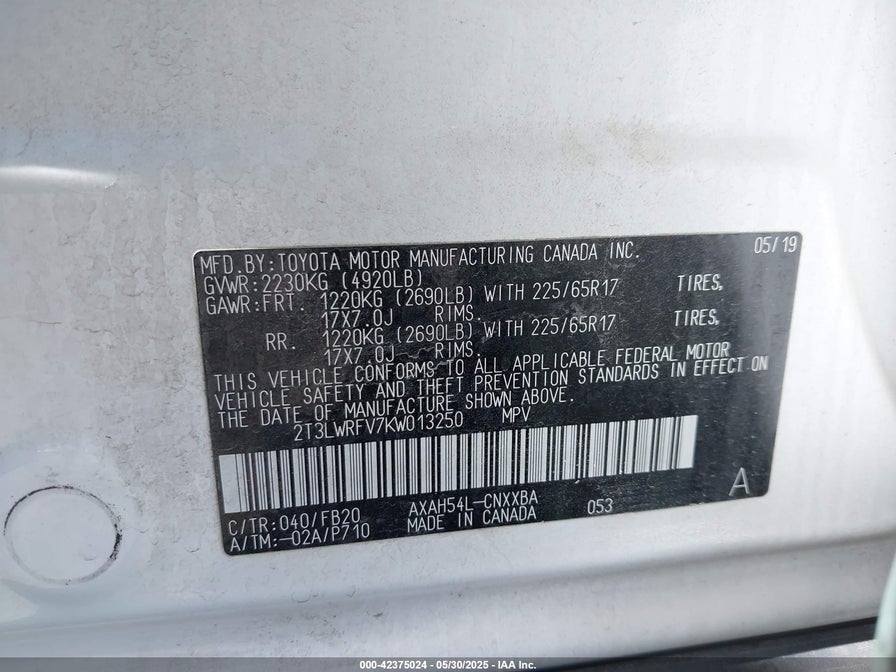 MFD.BY:TOYOTA MOTOR MANUFACTURING CANADA INC. 05/19
GVWR:2230KG (4920LB)
GAWR:FRT. 1220KG (2690LB) WITH 225/65R17 TIRES,
17X7.0J RIMS.
RR. 1220KG (2690LB) WITH 225/65R17 TIRES,
17X7.0J RIMS.
THIS VEHICLE CONFORMS TO ALL APPLICABLE FEDERAL MOTOR
VEHICLE SAFETY AND THEFT PREVENTION STANDARDS IN EFFECT ON
THE DATE OF MANUFACTURE SHOWN ABOVE.
2T3LWRFV7KW013250 MPV
C/TR:040/FB20 AXAH54L-CNXXBA 053 A
A/TM:-02A/P710 MADE IN CANADA
000-42375024 - 05/30/2025 - IAA Inc.